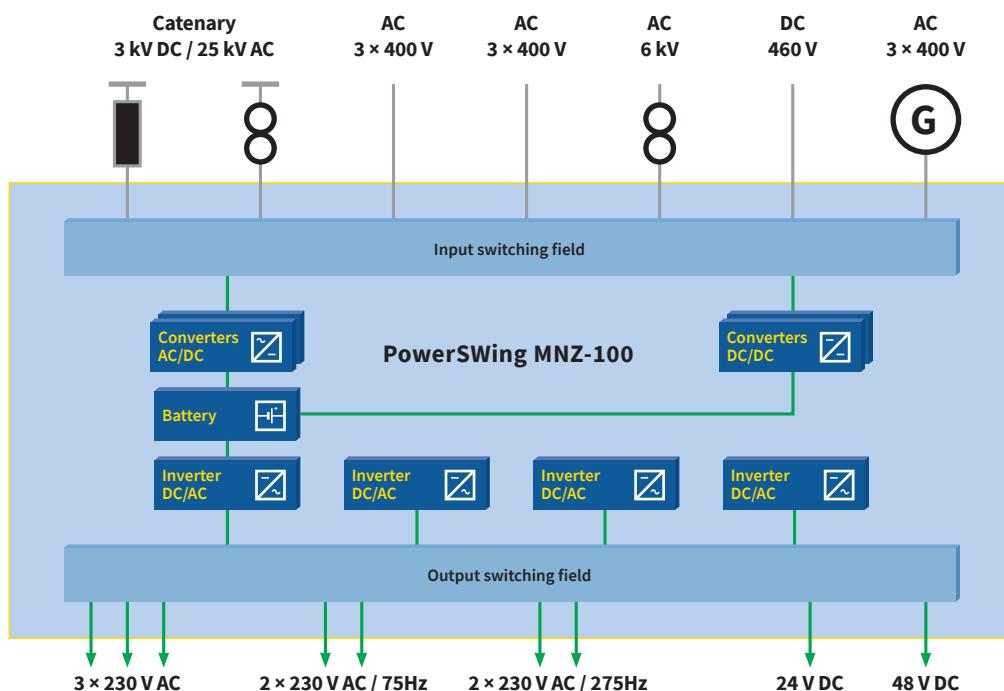 Catenary
3 kV DC / 25 kV AC
AC
3 × 400 V
AC
3 × 400 V
AC
6 kV
DC
460 V
AC
3 × 400 V
G
Input switching field
Converters
AC/DC
PowerSWing MNZ-100
Converters
DC/DC
Battery
Inverter
DC/AC
Inverter
DC/AC
Inverter
DC/AC
Inverter
DC/AC
Output switching field
3 × 230 V AC
2 × 230 V AC / 75Hz
2 × 230 V AC / 275Hz
24 V DC
48 V DC